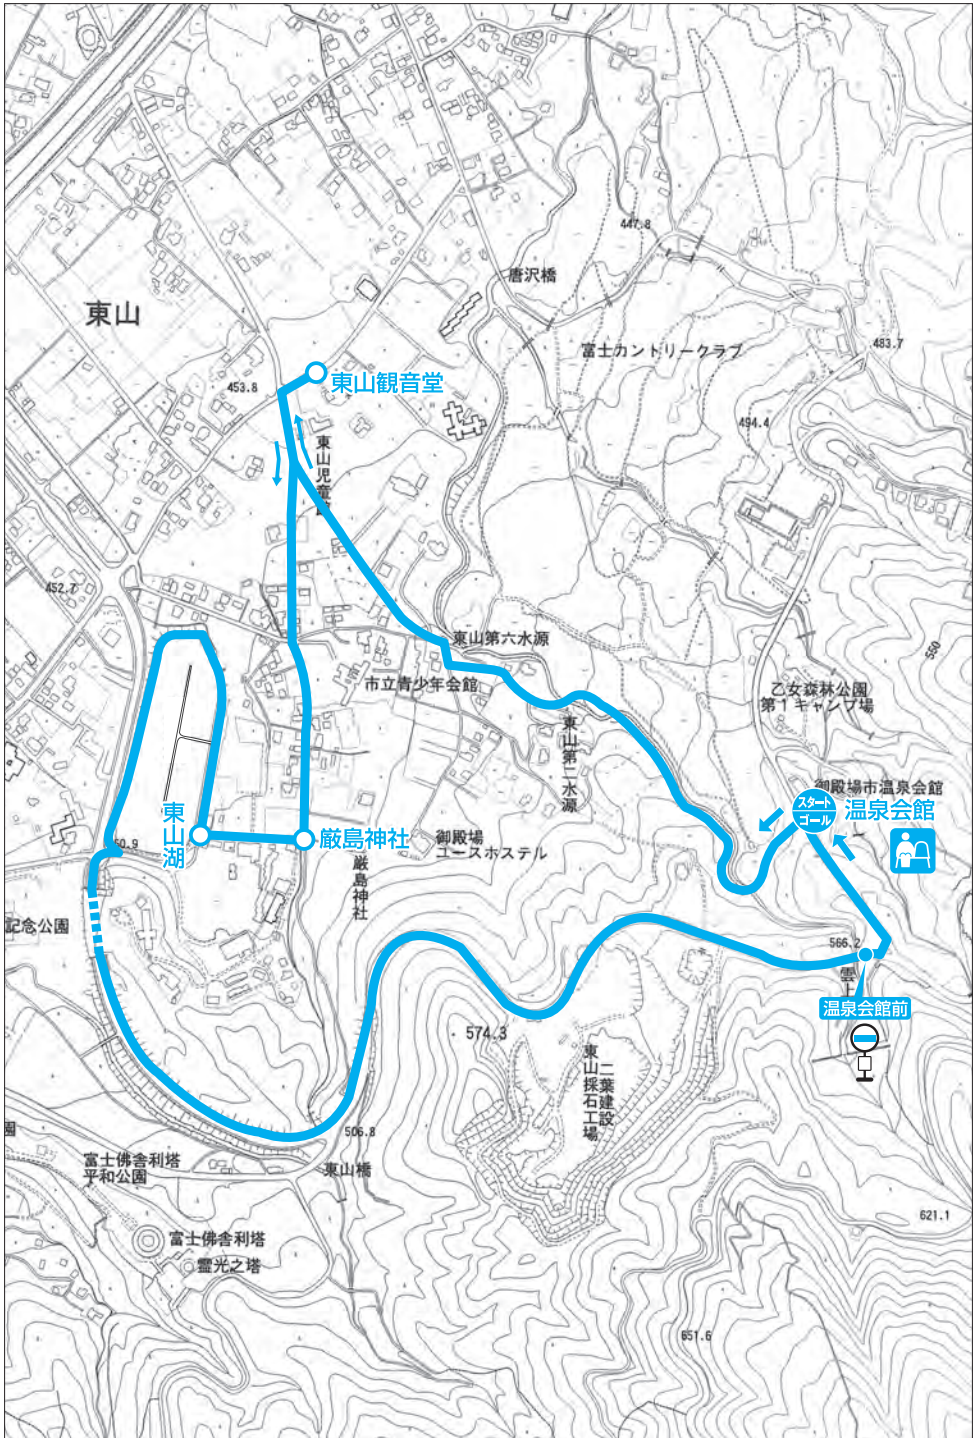 447.8
唐沢橋
東山
富士カントリークラブ
483.7
453.8
東山観音堂
494.4
東山児童館
452.7
東山第六水源
550
市立青少年会館
乙女森林公園
第1キャンプ場
東山第二水源
御殿場市温泉会館
スタート
ゴール
温泉会館
東山湖
厳島神社
御殿場
ユースホステル
厳島神社
記念公園
566.2
雲上
温泉会館前
574.3
二葉建設
東山採石工場
506.8
園
富士佛舎利塔
平和公園
東山橋
621.1
富士佛舎利塔
霊光之塔
651.6